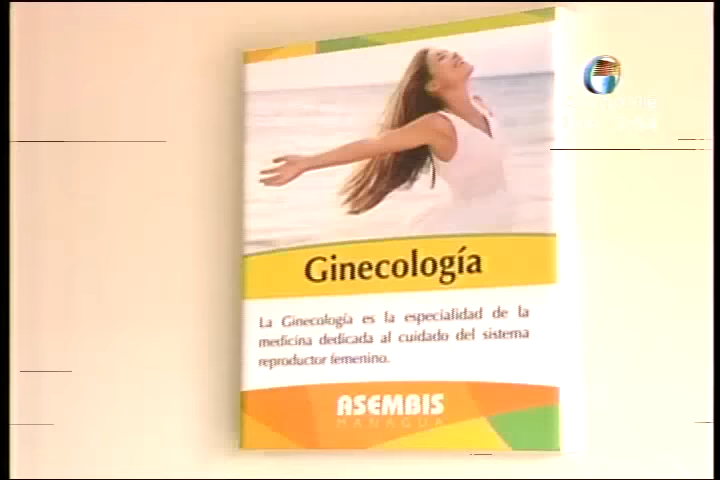 Ginecología
La Ginecología es la especialidad de la
medicina dedicada al cuidado del sistema
reproductor femenino.
ASEMBIS
MANAGUA